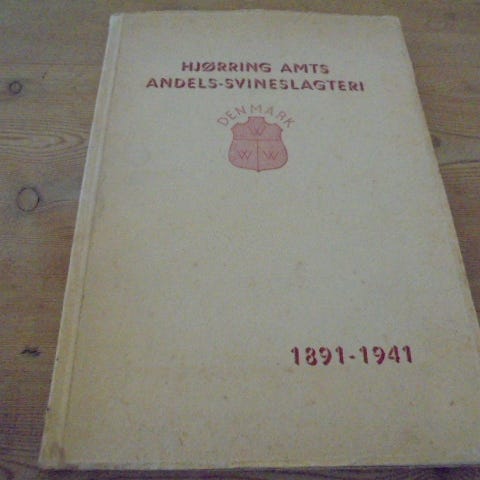 HJØRRING AMTS
ANDELS-SVINESLAGTERI
DENMARK
W
W W
1891-1941